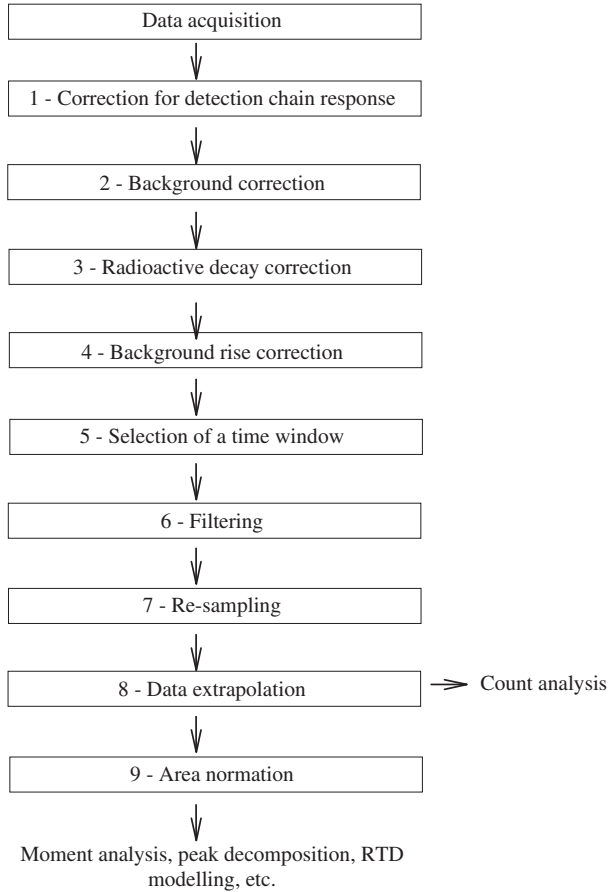 Data acquisition
1 - Correction for detection chain response
2 - Background correction
3 - Radioactive decay correction
4 - Background rise correction
5 - Selection of a time window
6 - Filtering
7 - Re-sampling
8 - Data extrapolation
Count analysis
9 - Area normation
Moment analysis, peak decomposition, RTD
modelling, etc.